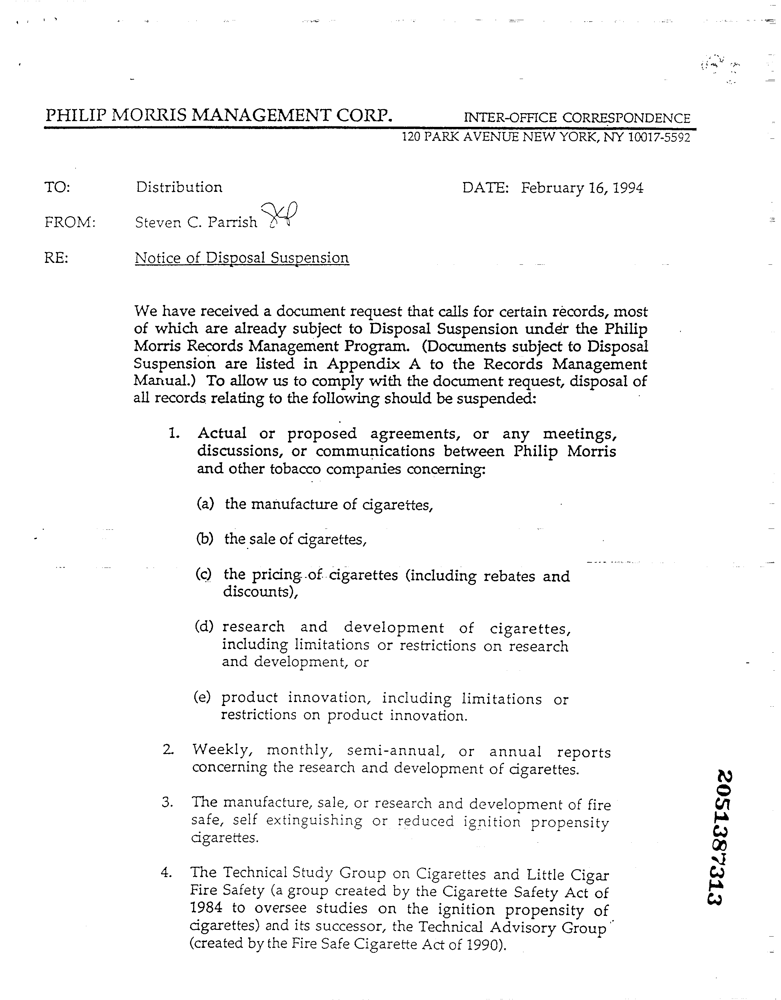 PHILIP MORRIS MANAGEMENT CORP. INTER-OFFICE CORRESPONDENCE
120 PARK AVENUE NEW YORK, NY 10017-5592
TO: Distribution DATE: February 16, 1994
FROM: Steven C. Parrish
RE: Notice of Disposal Suspension
We have received a document request that calls for certain records, most
of which are already subject to Disposal Suspension under the Philip
Morris Records Management Program. (Documents subject to Disposal
Suspension are listed in Appendix A to the Records Management
Manual.) To allow us to comply with the document request, disposal of
all records relating to the following should be suspended:
1. Actual or proposed agreements, or any meetings,
discussions, or communications between Philip Morris
and other tobacco companies concerning:
(a) the manufacture of cigarettes,
(b) the sale of cigarettes,
(c) the pricing of cigarettes (including rebates and
discounts),
(d) research and development of cigarettes,
including limitations or restrictions on research
and development, or
(e) product innovation, including limitations or
restrictions on product innovation.
2. Weekly, monthly, semi-annual, or annual reports
concerning the research and development of cigarettes.
3. The manufacture, sale, or research and development of fire
safe, self extinguishing or reduced ignition propensity
cigarettes.
4. The Technical Study Group on Cigarettes and Little Cigar
Fire Safety (a group created by the Cigarette Safety Act of
1984 to oversee studies on the ignition propensity of
cigarettes) and its successor, the Technical Advisory Group
(created by the Fire Safe Cigarette Act of 1990).
2051387313